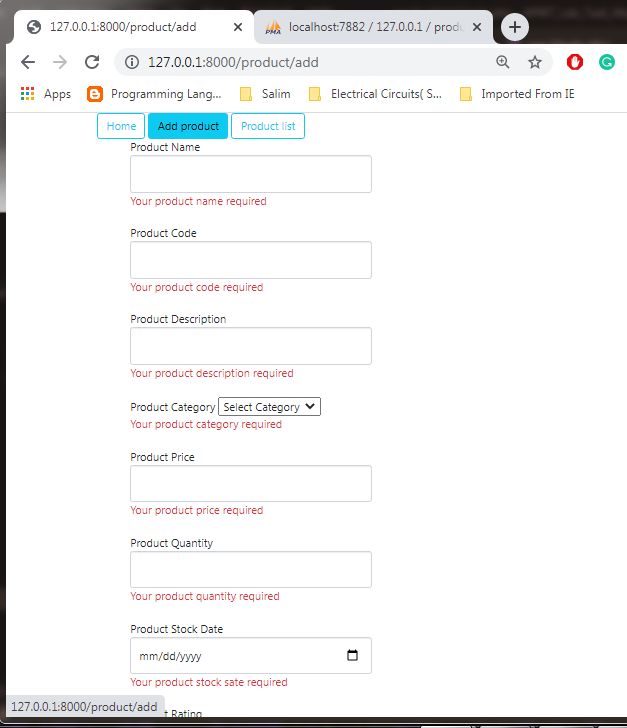 127.0.0.1:8000/product/add
localhost:7882 / 127.0.0.1 / produ
127.0.0.1:8000/product/add
Apps Programming Lang... Salim Electrical Circuits( S... Imported From IE
Home Add product Product list
Product Name
Your product name required
Product Code
Your product code required
Product Description
Your product description required
Product Category Select Category
Your product category required
Product Price
Your product price required
Product Quantity
Your product quantity required
Product Stock Date
mm/dd/yyyy
Your product stock sate required
127.0.0.1:8000/product/add
t Rating